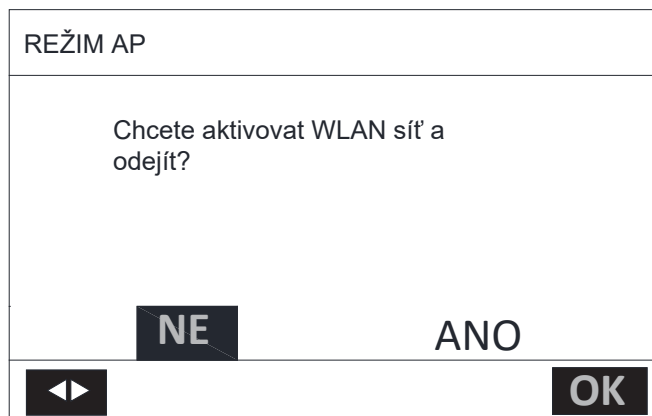 REŽIM AP
Chcete aktivovat WLAN síť a
odejít?
NE ANO
OK